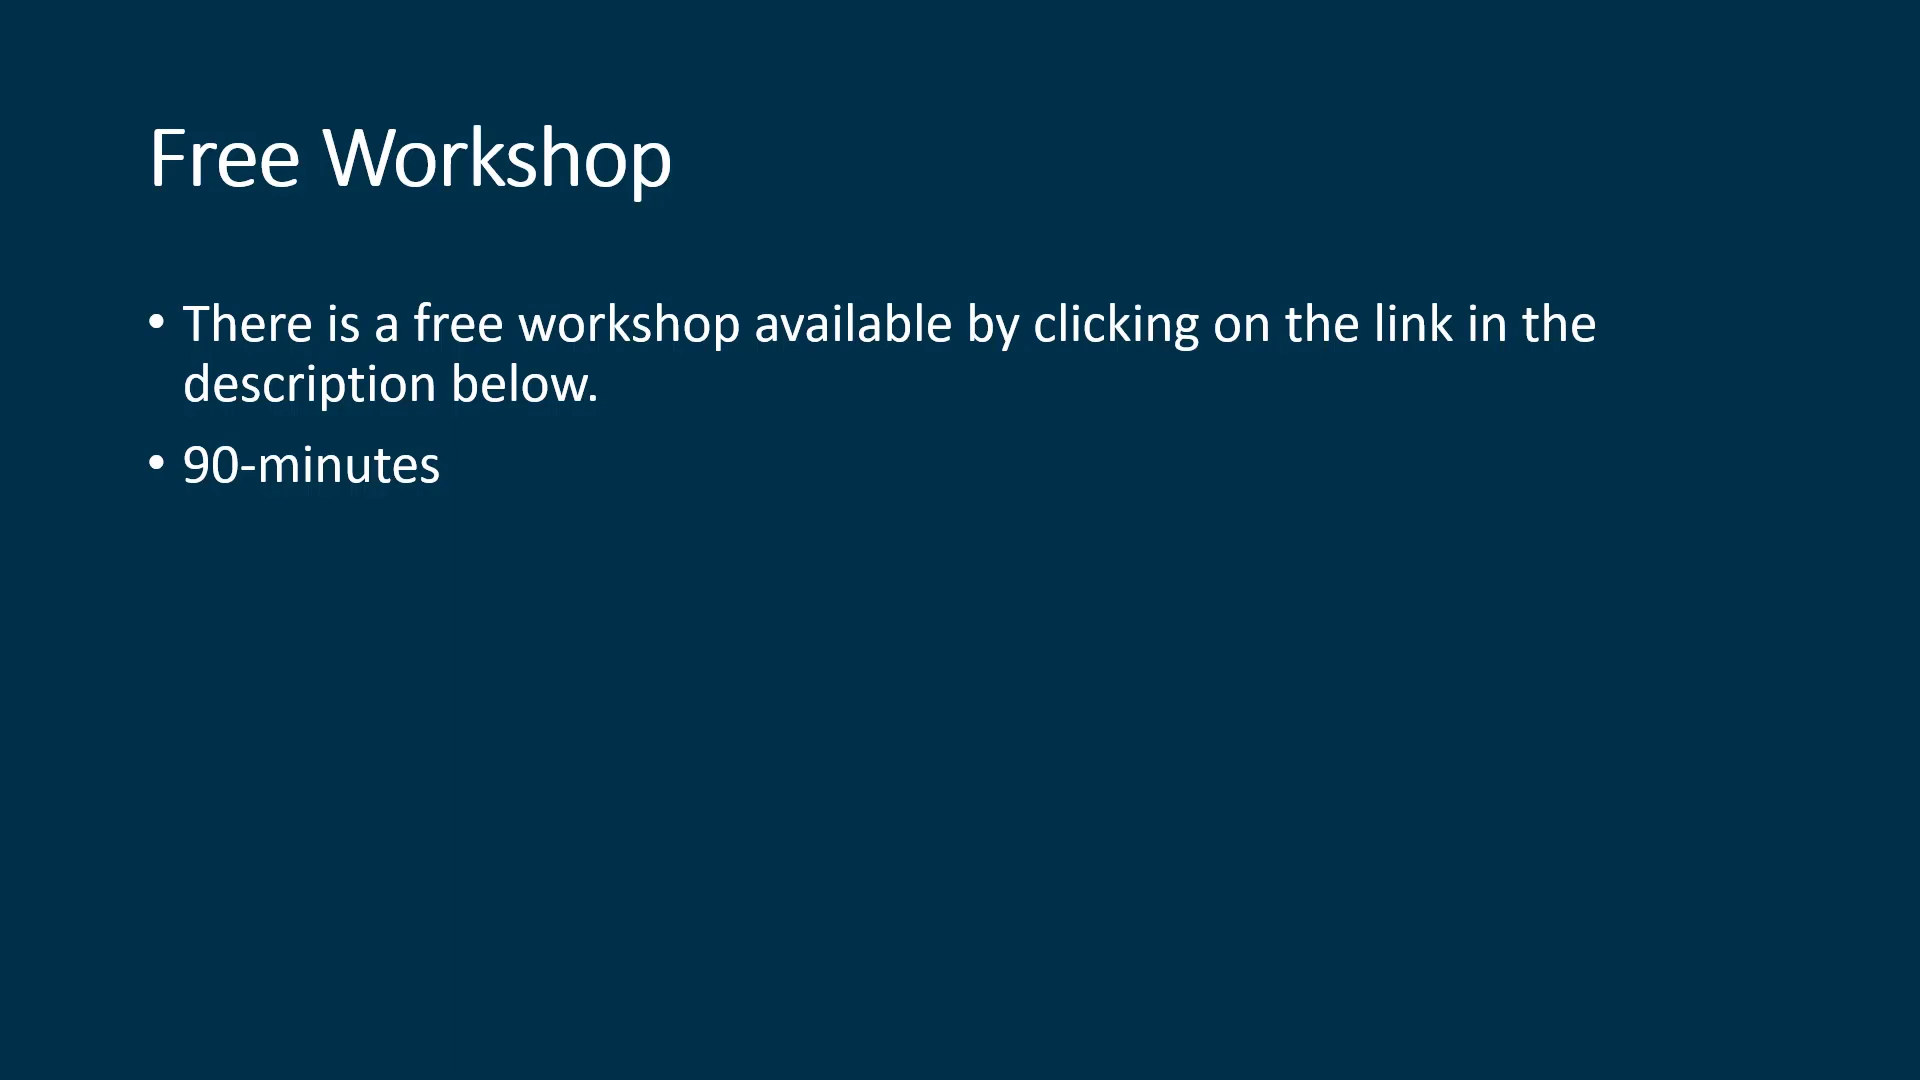 Free Workshop
• There is a free workshop available by clicking on the link in the
description below.
• 90-minutes